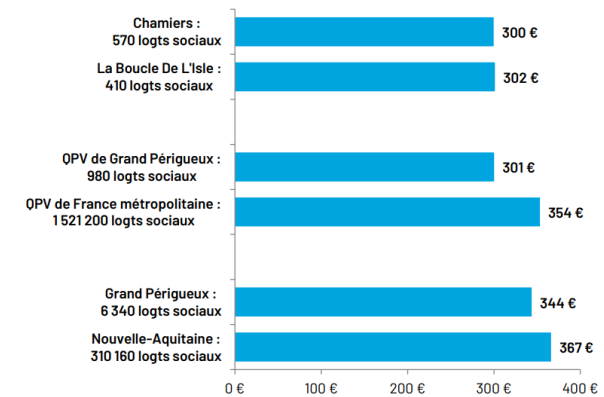 Chamiers :
570 logts sociaux
300 €
La Boucle De L'Isle :
410 logts sociaux
302 €
QPV de Grand Périgueux :
980 logts sociaux
301 €
QPV de France métropolitaine :
1 521 200 logts sociaux
354 €
Grand Périgueux :
6 340 logts sociaux
344 €
Nouvelle-Aquitaine :
310 160 logts sociaux
367 €
0 € 100 € 200 € 300 € 400 €